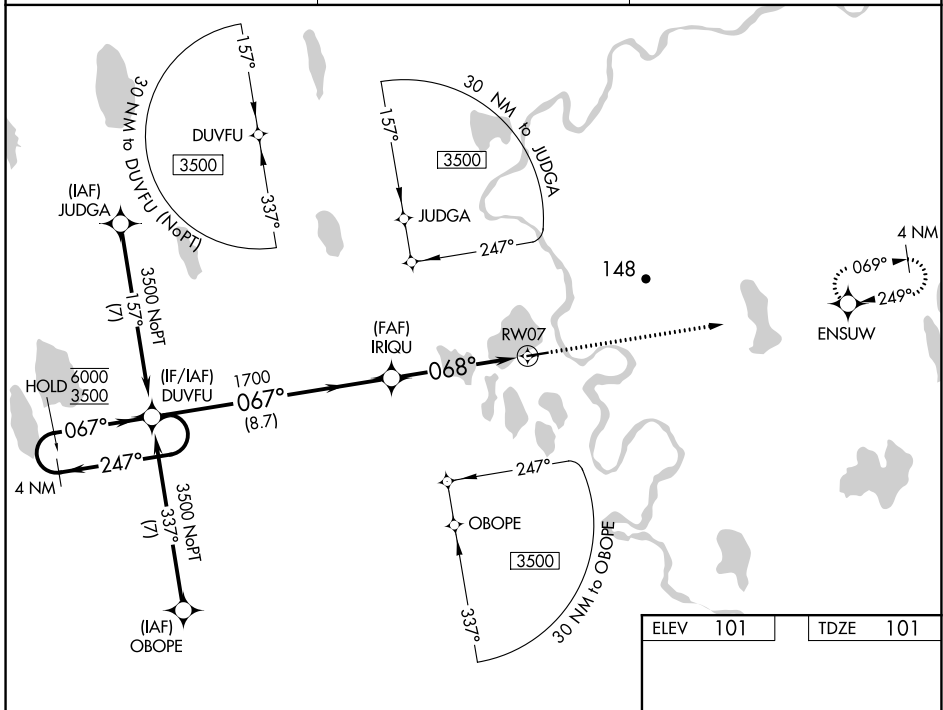 157°
DUVFU
3500
337°
30 NM to DUVFU (NoPT)
30 NM to JUDGA
157°
3500
JUDGA
247°
(IAF)
JUDGA
3500 NoPT
157°
(7)
148
4 NM
069°
249°
ENSUW
RW07
(FAF)
IRIQU
068°
HOLD
6000
3500
(IF/IAF)
DUVFU
1700
067°
(8.7)
067°
247°
4 NM
3500 NoPT
337°
(7)
(IAF)
OBOPE
247°
OBOPE
3500
337°
30 NM to OBOPE
ELEV 101
TDZE 101